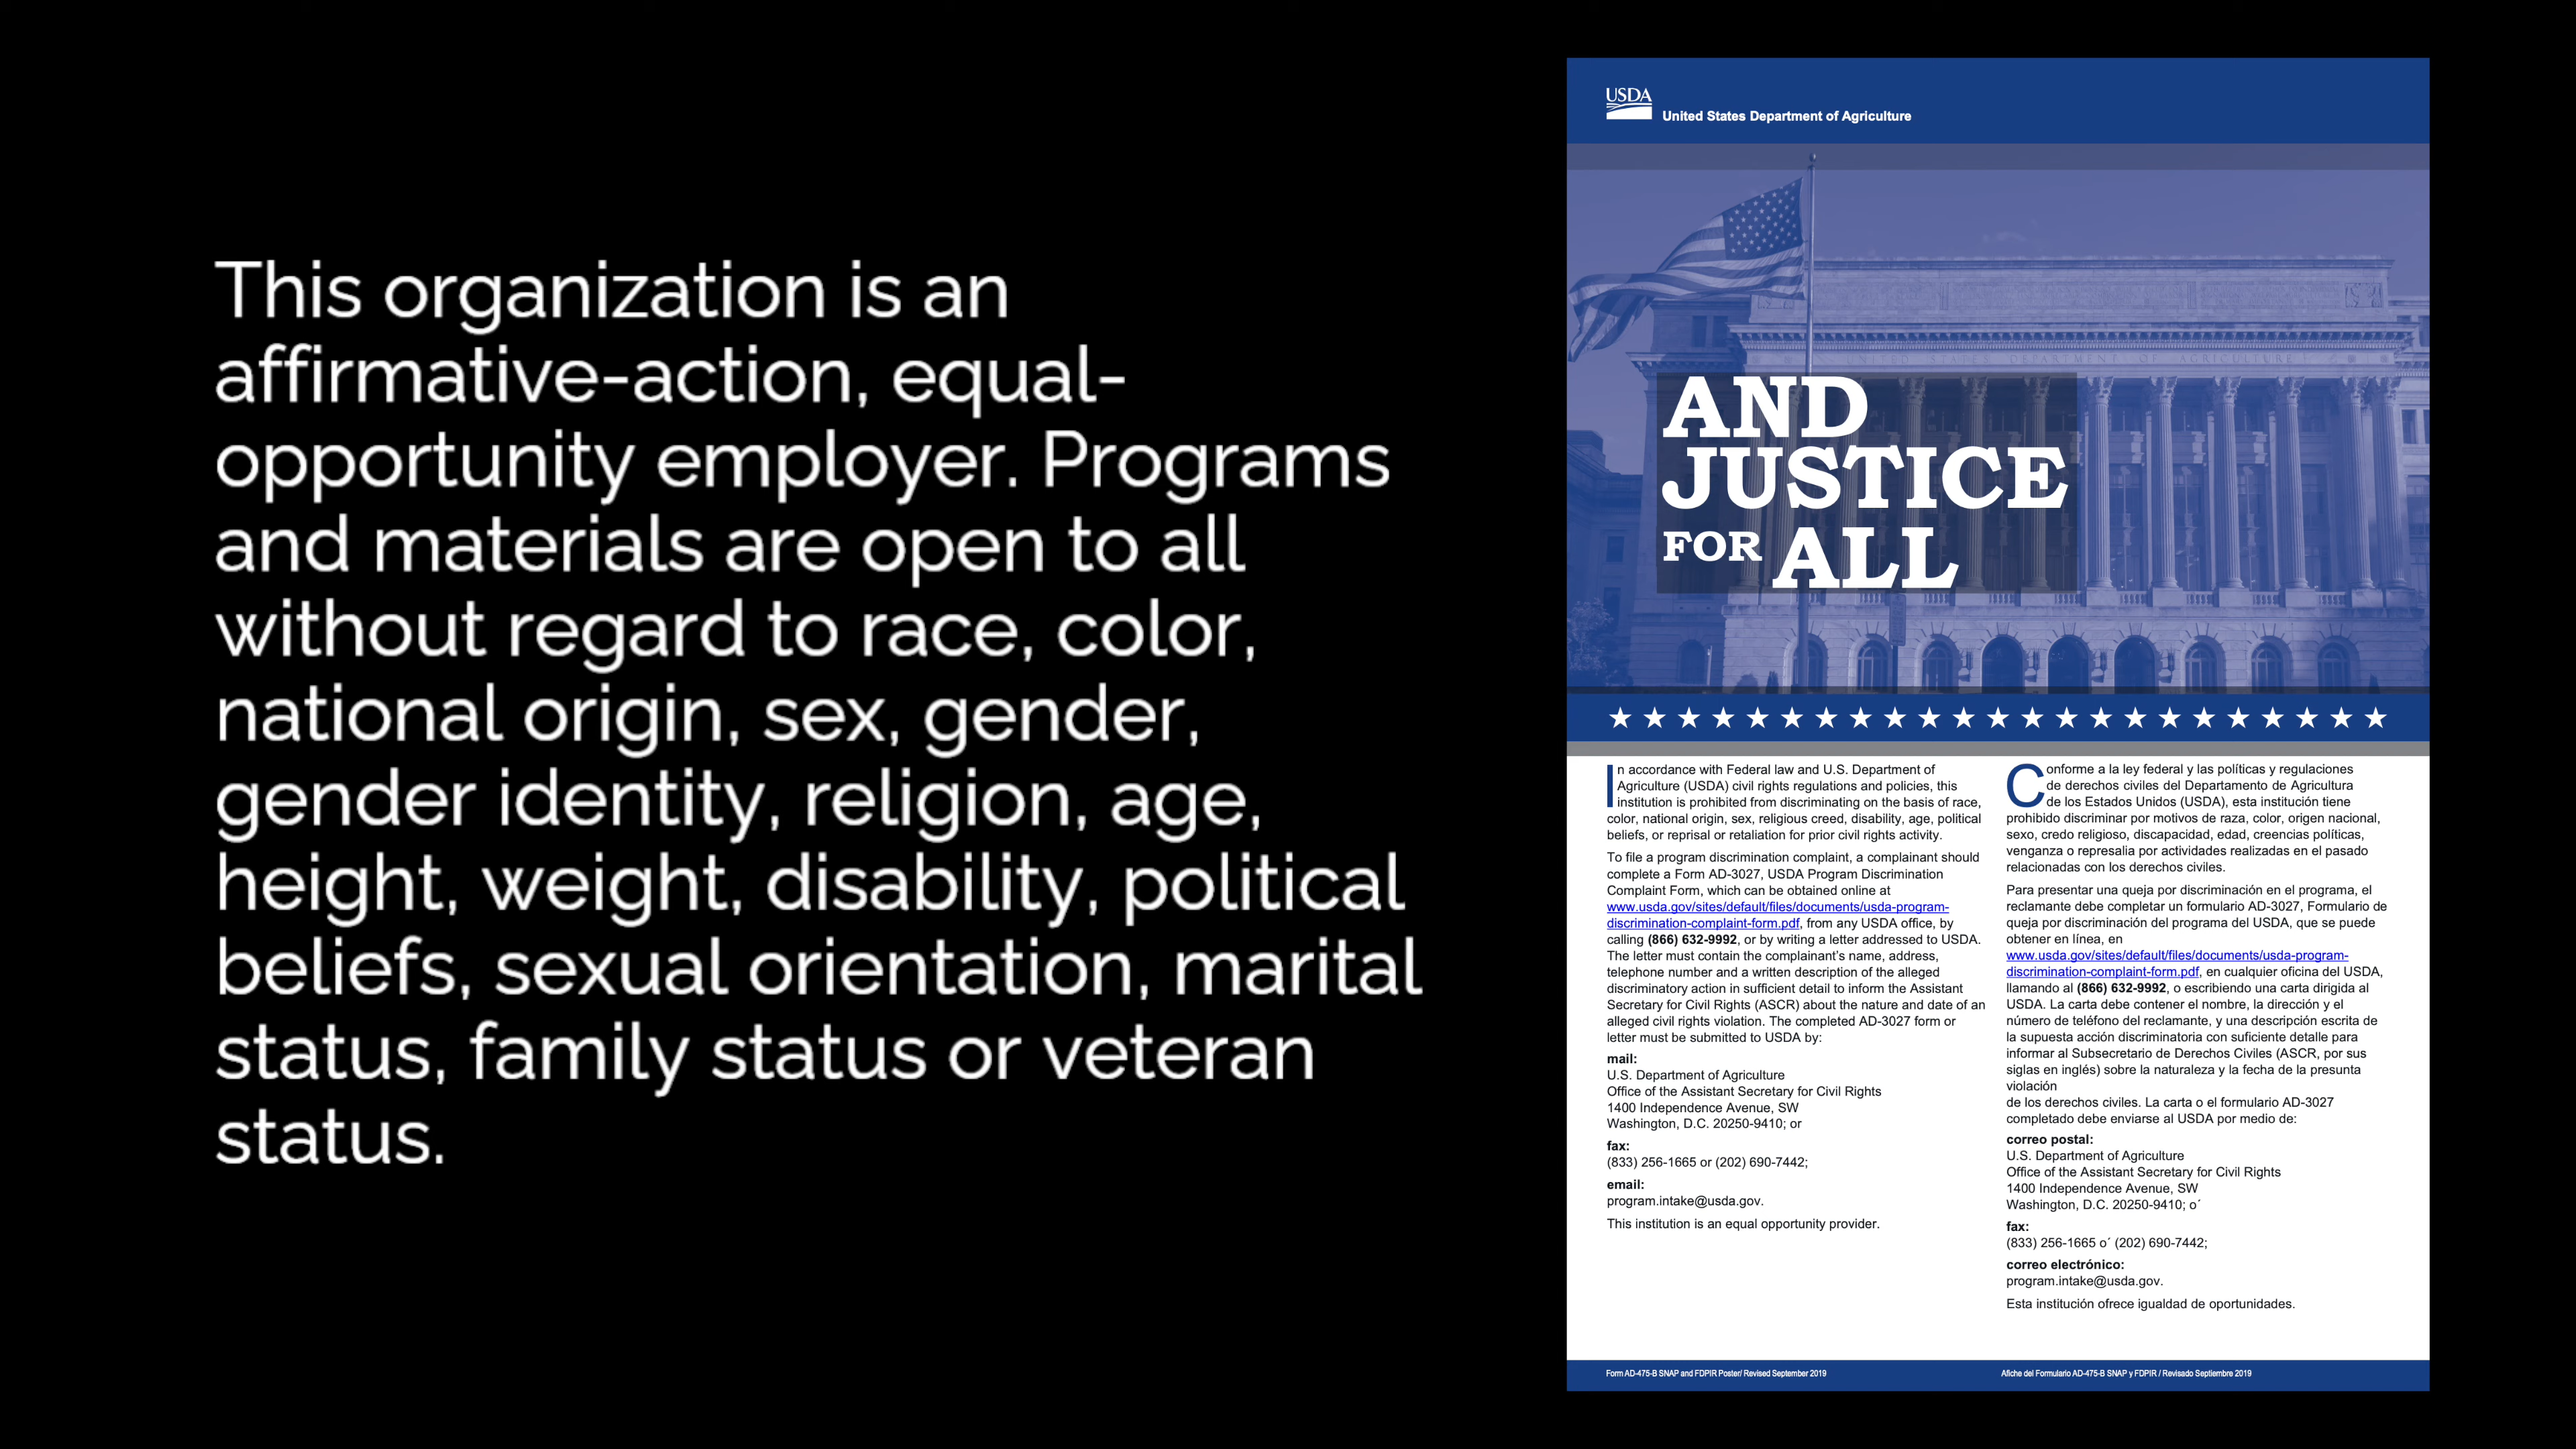 This organization is an
affirmative-action, equal-
opportunity employer. Programs
and materials are open to all
without regard to race, color,
national origin, sex, gender,
gender identity, religion, age,
height, weight, disability, political
beliefs, sexual orientation, marital
status, family status or veteran
status.
USDA
United States Department of Agriculture
UNITED STATES DEPARTMENT OF AGRICULTURE
AND
JUSTICE
FOR ALL
In accordance with Federal law and U.S. Department of
Agriculture (USDA) civil rights regulations and policies, this
institution is prohibited from discriminating on the basis of race,
color, national origin, sex, religious creed, disability, age, political
beliefs, or reprisal or retaliation for prior civil rights activity.
To file a program discrimination complaint, a complainant should
complete a Form AD-3027, USDA Program Discrimination
Complaint Form, which can be obtained online at
www.usda.gov/sites/default/files/documents/usda-program-
discrimination-complaint-form.pdf, from any USDA office, by
calling (866) 632-9992, or by writing a letter addressed to USDA.
The letter must contain the complainant's name, address,
telephone number and a written description of the alleged
discriminatory action in sufficient detail to inform the Assistant
Secretary for Civil Rights (ASCR) about the nature and date of an
alleged civil rights violation. The completed AD-3027 form or
letter must be submitted to USDA by:
mail:
U.S. Department of Agriculture
Office of the Assistant Secretary for Civil Rights
1400 Independence Avenue, SW
Washington, D.C. 20250-9410; or
fax:
(833) 256-1665 or (202) 690-7442;
email:
program.intake@usda.gov.
This institution is an equal opportunity provider.
Conforme a la ley federal y las políticas y regulaciones
de derechos civiles del Departamento de Agricultura
de los Estados Unidos (USDA), esta institución tiene
prohibido discriminar por motivos de raza, color, origen nacional,
sexo, credo religioso, discapacidad, edad, creencias políticas,
venganza o represalia por actividades realizadas en el pasado
relacionadas con los derechos civiles.
Para presentar una queja por discriminación en el programa, el
reclamante debe completar un formulario AD-3027, Formulario de
queja por discriminación del programa del USDA, que se puede
obtener en línea, en
www.usda.gov/sites/default/files/documents/usda-program-
discrimination-complaint-form.pdf, en cualquier oficina del USDA,
llamando al (866) 632-9992, o escribiendo una carta dirigida al
USDA. La carta debe contener el nombre, la dirección y el
número de teléfono del reclamante, y una descripción escrita de
la supuesta acción discriminatoria con suficiente detalle para
informar al Subsecretario de Derechos Civiles (ASCR, por sus
siglas en inglés) sobre la naturaleza y la fecha de la presunta
violación
de los derechos civiles. La carta o el formulario AD-3027
completado debe enviarse al USDA por medio de:
correo postal:
U.S. Department of Agriculture
Office of the Assistant Secretary for Civil Rights
1400 Independence Avenue, SW
Washington, D.C. 20250-9410; o´
fax:
(833) 256-1665 o´ (202) 690-7442;
correo electrónico:
program.intake@usda.gov.
Esta institución ofrece igualdad de oportunidades.
Form AD-475-B SNAP and FDPIR Poster/ Revised September 2019
Afiche del Formulario AD-475-B SNAP y FDPIR / Revisado Septiembre 2019